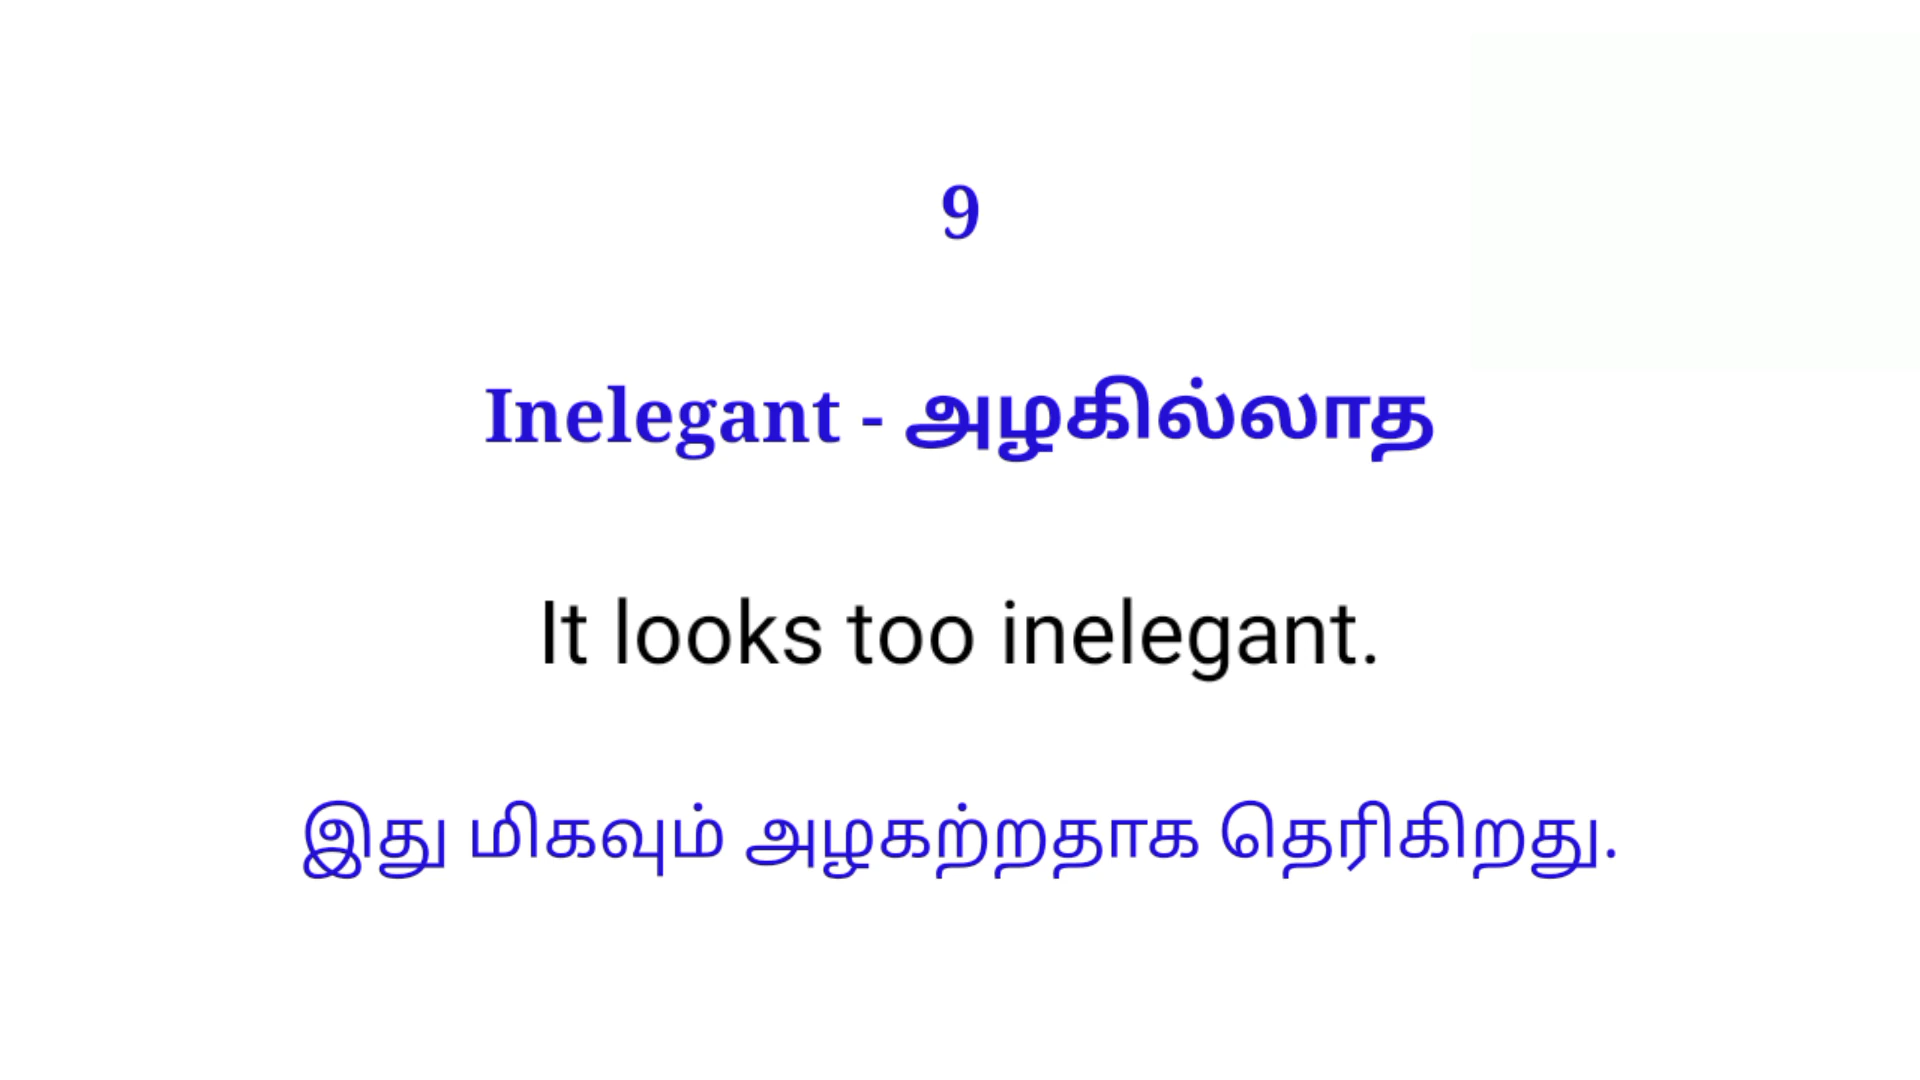 9
Inelegant - அழகில்லாத
It looks too inelegant.
இது மிகவும் அழகற்றதாக தெரிகிறது.